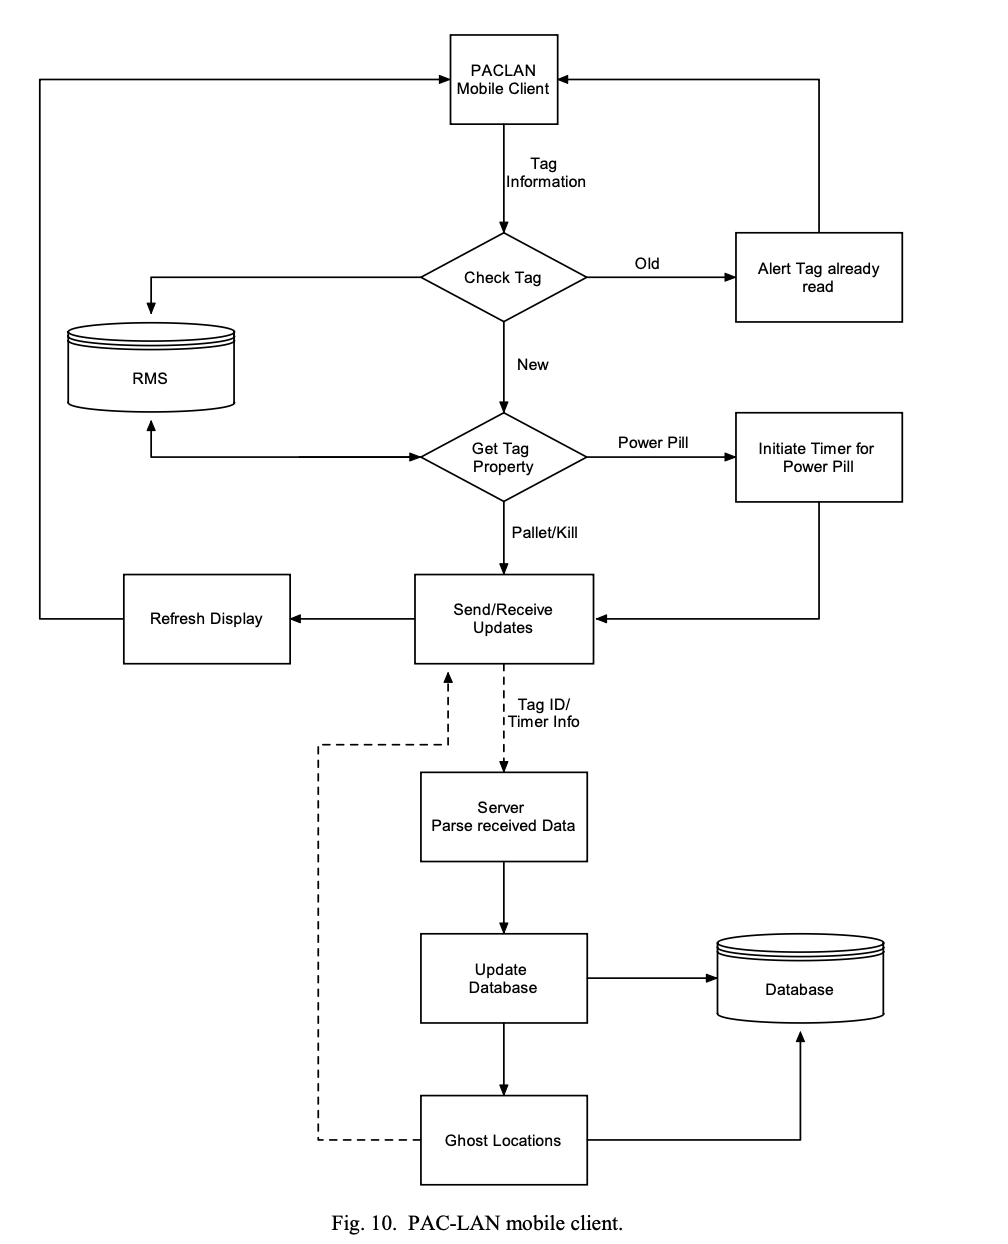 PACLAN
Mobile Client
Tag
Information
Check Tag
Old
Alert Tag already
read
RMS
New
Get Tag
Property
Power Pill
Initiate Timer for
Power Pill
Pallet/Kill
Refresh Display
Send/Receive
Updates
Tag ID/
Timer Info
Server
Parse received Data
Update
Database
Database
Ghost Locations
Fig. 10. PAC-LAN mobile client.